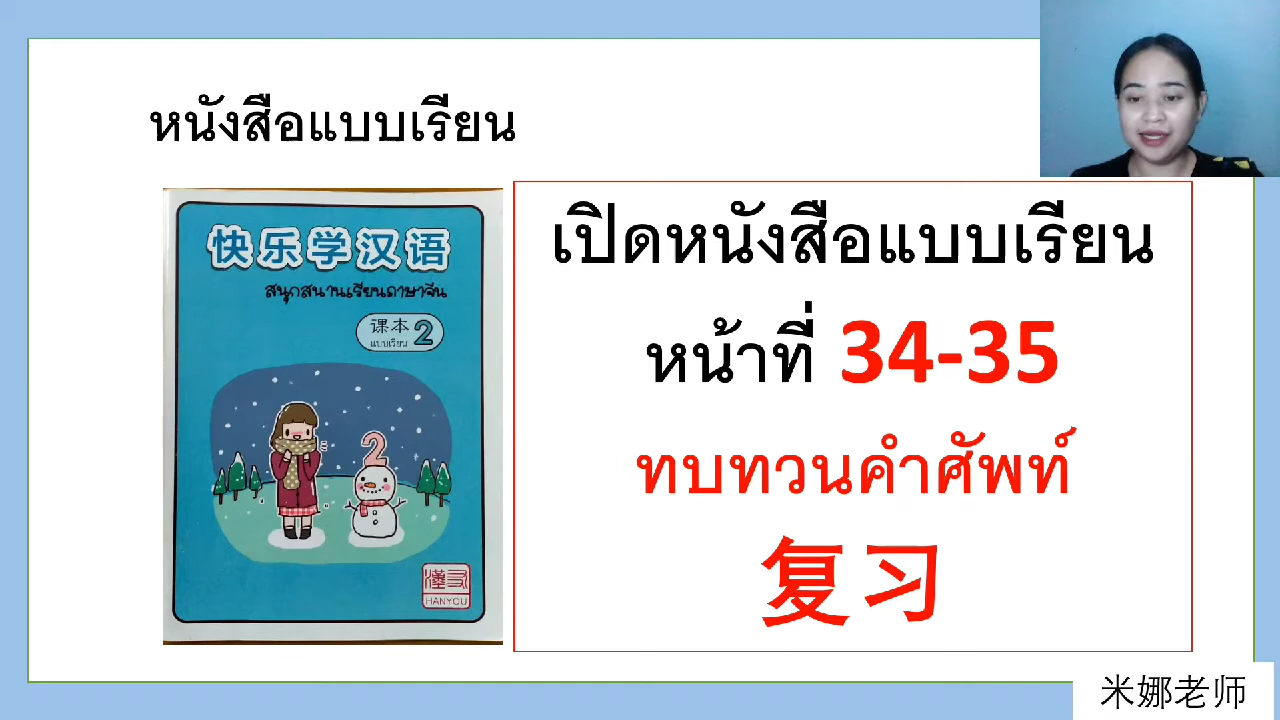 หนังสือแบบเรียน
快乐学汉语
สนุกสนานเรียนภาษาจีน
课本 2
แบบเรียน
2
HANYOU
เปิดหนังสือแบบเรียน
หน้าที่ 34-35
ทบทวนคำศัพท์
复习
米娜老师